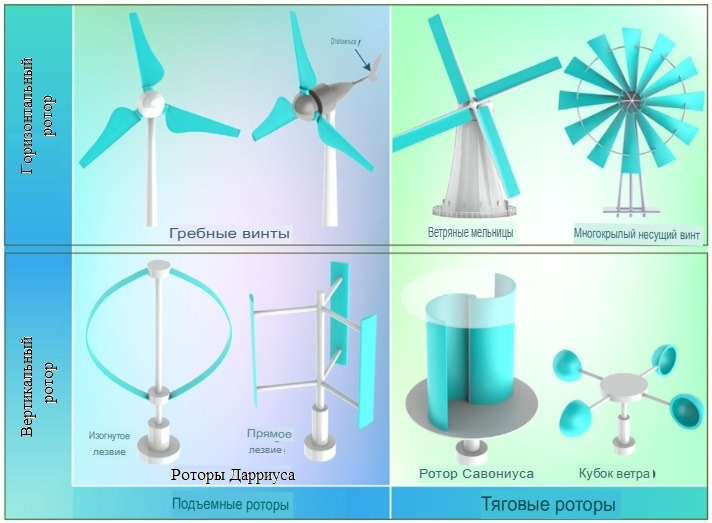 Горизонтальный
ротор
Гребные винты
Ветряные мельницы
Многокрылый несущий винт
Вертикальный
ротор
Изогнутое
лезвие
Прямое
лезвие
Роторы Дарриуса
Ротор Савониуса
Кубок ветра
Подъемные роторы
Тяговые роторы